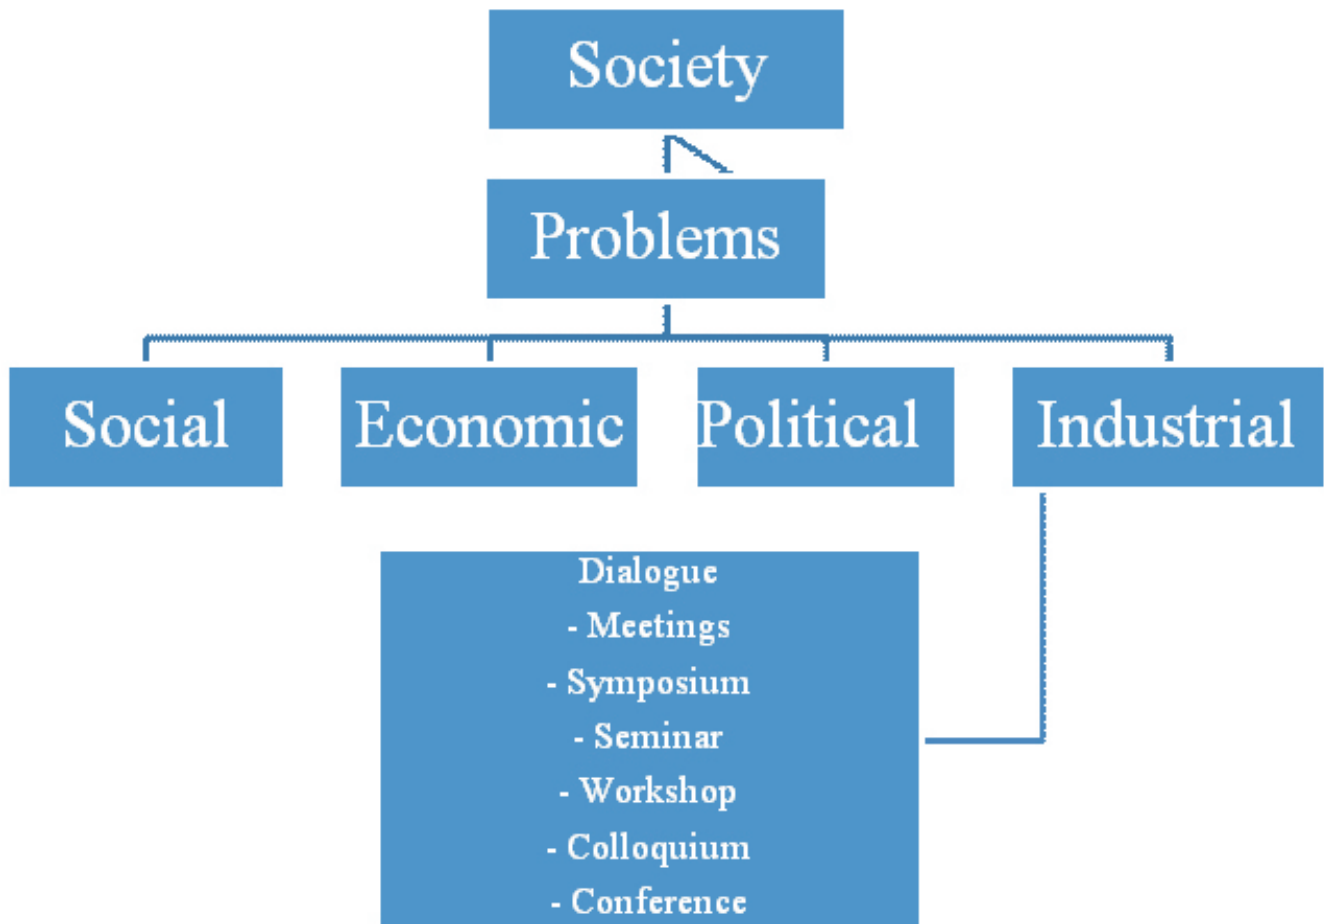 Society
Problems
Social
Economic
Political
Industrial
Dialogue
- Meetings
- Symposium
- Seminar
- Workshop
- Colloquium
- Conference